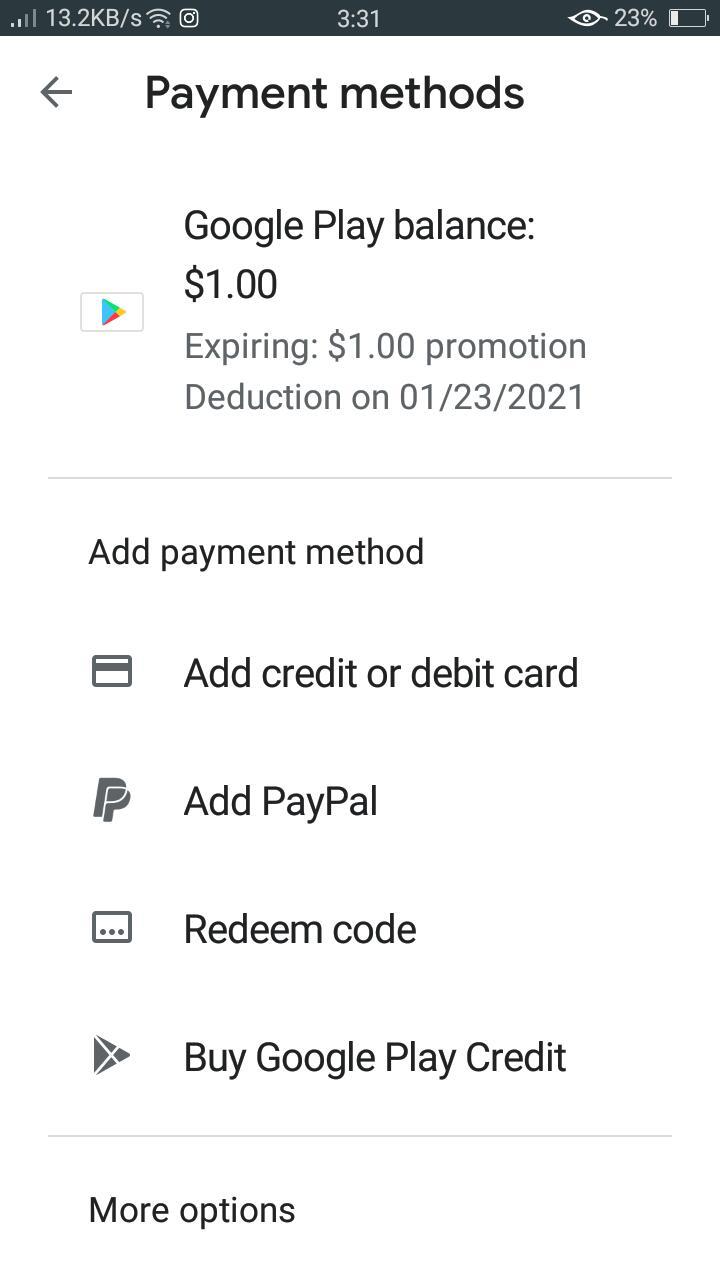 13.2KB/s 3:31 23%
Payment methods
Google Play balance:
$1.00
Expiring: $1.00 promotion
Deduction on 01/23/2021
Add payment method
Add credit or debit card
Add PayPal
Redeem code
Buy Google Play Credit
More options